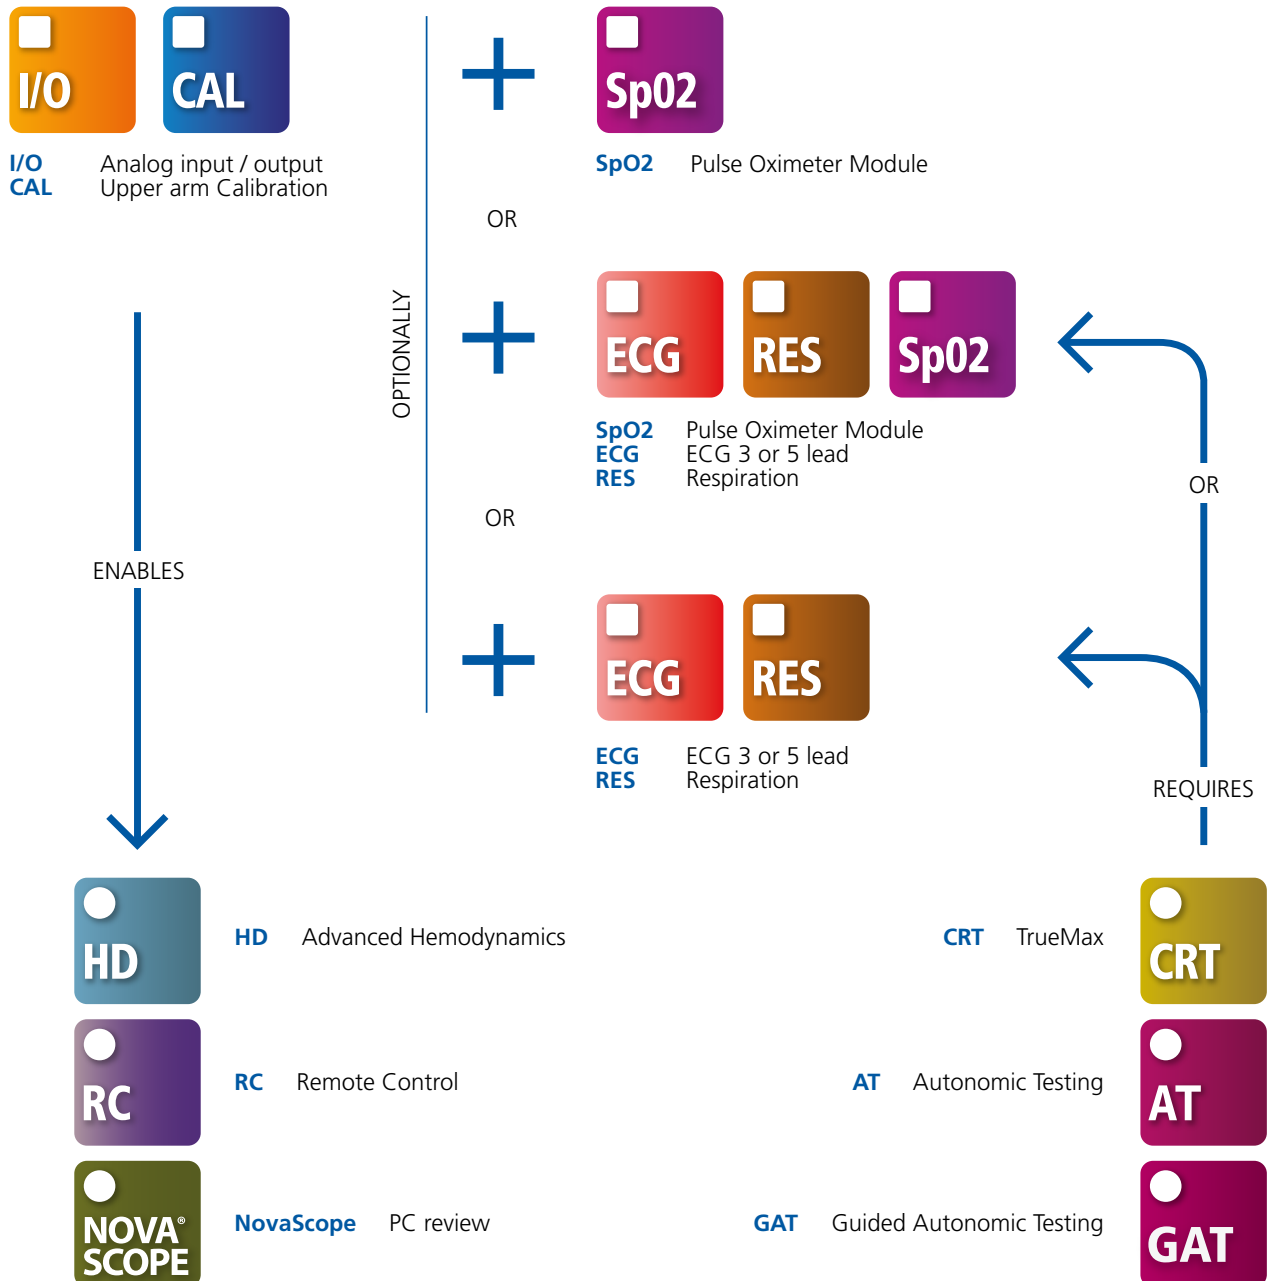 I/O
CAL
Sp02
I/O Analog input / output
CAL Upper arm Calibration
SpO2 Pulse Oximeter Module
OR
OPTIONALLY
ECG
RES
Sp02
SpO2 Pulse Oximeter Module
ECG ECG 3 or 5 lead
RES Respiration
OR
OR
ENABLES
ECG
RES
ECG ECG 3 or 5 lead
RES Respiration
REQUIRES
HD
HD Advanced Hemodynamics
CRT TrueMax
CRT
RC
RC Remote Control
AT Autonomic Testing
AT
NOVA®
SCOPE
NovaScope PC review
GAT Guided Autonomic Testing
GAT